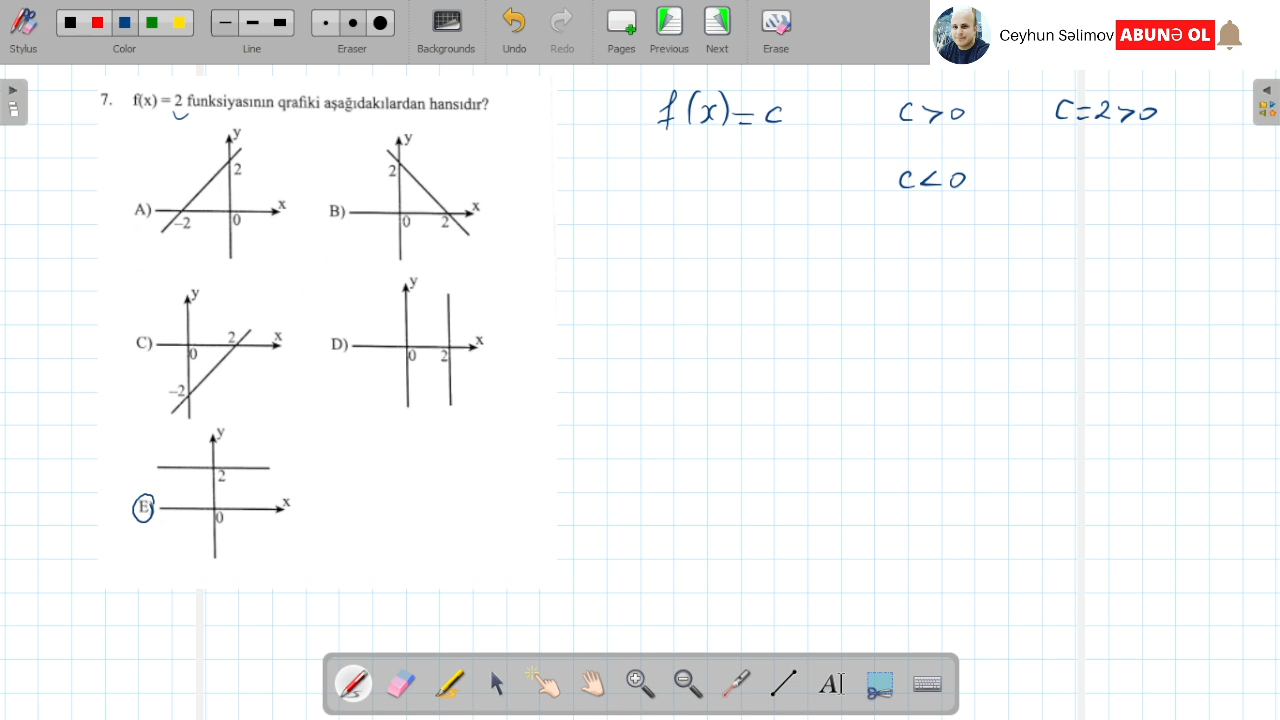 Stylus Color Line Eraser Backgrounds Undo Redo Pages Previous Next Erase
Ceyhun Səlimov ABUNƏ OL
7. f(x) = 2 funksiyasının qrafiki aşağıdakılardan hansıdır?
f(x) = c c > 0 c = 2 > 0
c < 0
A) y 2 x -2 0
B) y 2 x 0 2
C) y 2 x 0 -2
D) y x 0 2
E) y 2 x 0
AI